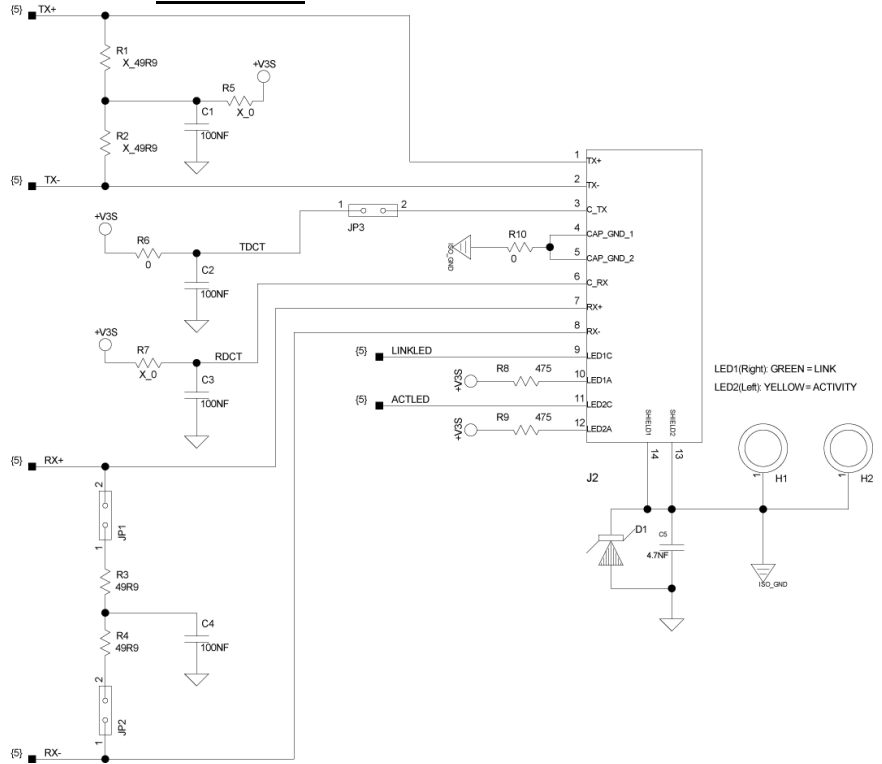 {5} TX+
R1
X_49R9
+V3S
R5
X_0
C1
100NF
R2
X_49R9
{5} TX-
1 TX+
2 TX-
3 C_TX
4 CAP_GND_1
5 CAP_GND_2
6 C_RX
7 RX+
8 RX-
9 LED1C
10 LED1A
11 LED2C
12 LED2A
SHIELD1
SHIELD2
14
13
J2
1 2
JP3
+V3S
R6
0
TDCT
C2
100NF
R10
0
ISO_GND
+V3S
R7
X_0
RDCT
C3
100NF
{5} LINKLED
R8 475
+V3S
{5} ACTLED
R9 475
+V3S
LED1(Right): GREEN = LINK
LED2(Left): YELLOW = ACTIVITY
1
H1
1
H2
{5} RX+
2
1
JP1
R3
49R9
R4
49R9
C4
100NF
2
1
JP2
{5} RX-
D1
C5
4.7NF
ISO_GND